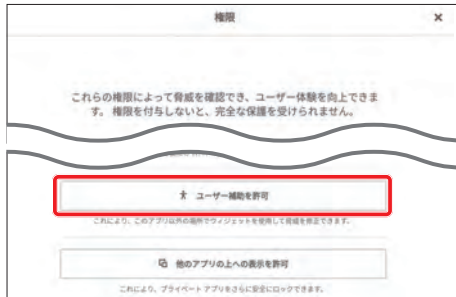 権限 ×
これらの権限によって脅威を確認でき、ユーザー体験を向上できま
す。 権限を付与しないと、完全な保護を受けられません。
ユーザー補助を許可
これにより、このアプリ以外の場所でウィジェットを使用して脅威を修正できます。
他のアプリの上への表示を許可
これにより、プライベート アプリをさらに安全にロックできます。